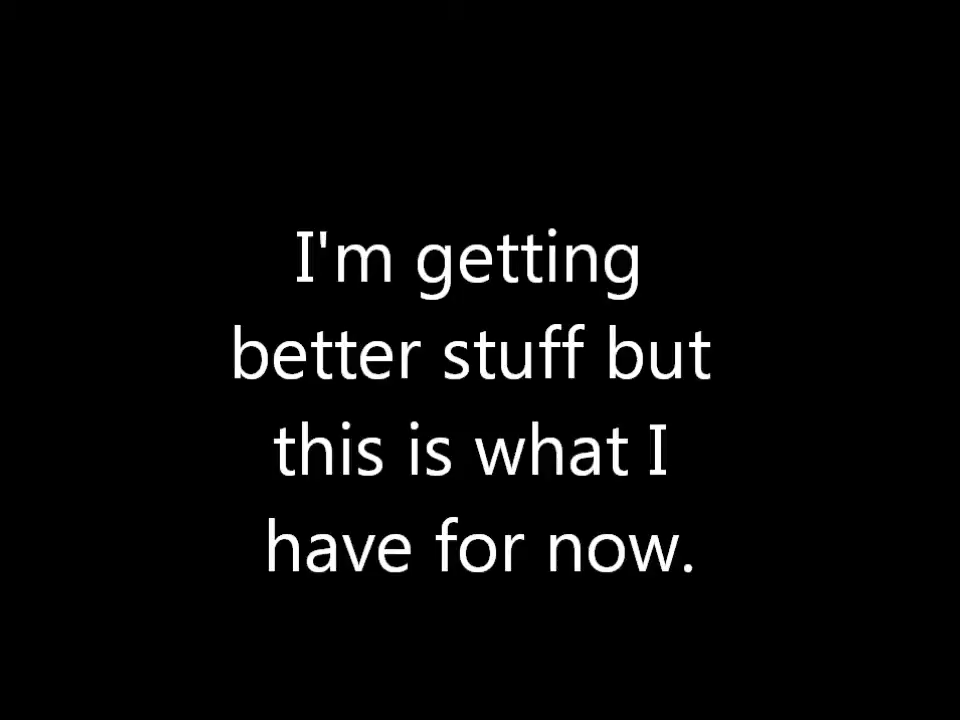 I'm getting
better stuff but
this is what I
have for now.